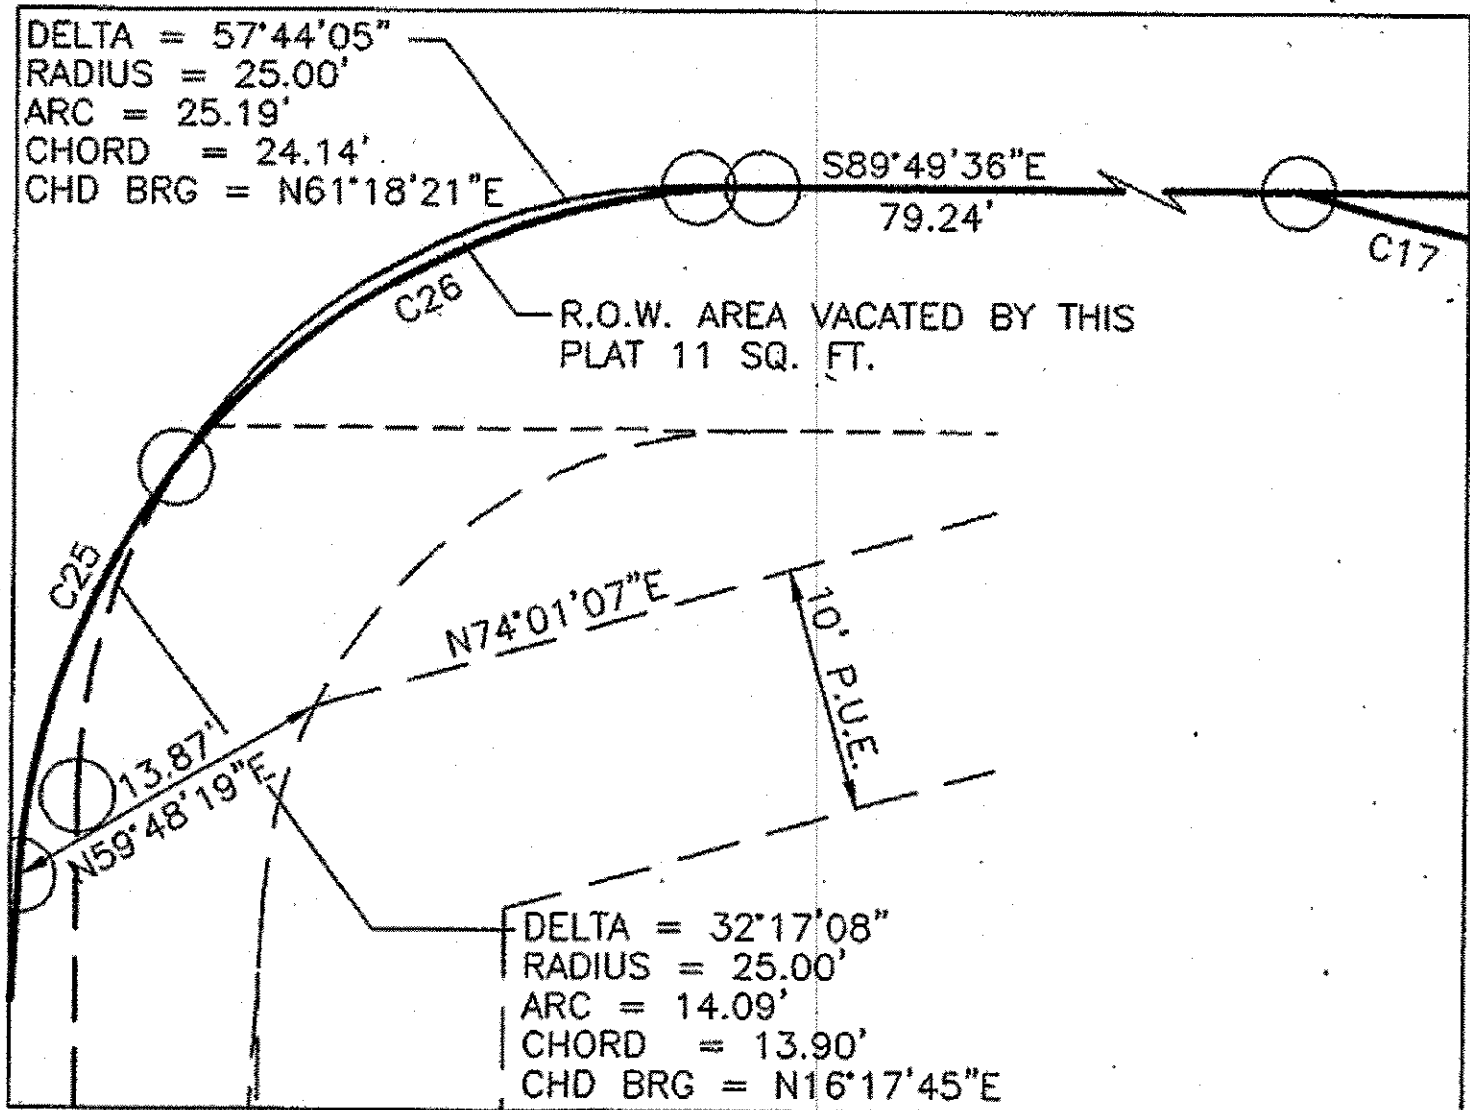 DELTA = 57°44'05"
RADIUS = 25.00'
ARC = 25.19'
CHORD = 24.14'
CHD BRG = N61°18'21"E
S89°49'36"E
79.24'
C17
C26
R.O.W. AREA VACATED BY THIS
PLAT 11 SQ. FT.
C25
N74°01'07"E
10' P.U.E.
13.87'
N59°48'19"E
DELTA = 32°17'08"
RADIUS = 25.00'
ARC = 14.09'
CHORD = 13.90'
CHD BRG = N16°17'45"E